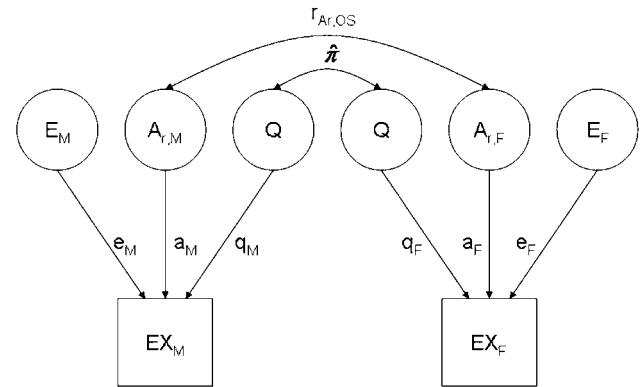 r_Ar,OS
π̂
E_M A_r,M Q Q A_r,F E_F
e_M a_M q_M q_F a_F e_F
EX_M EX_F